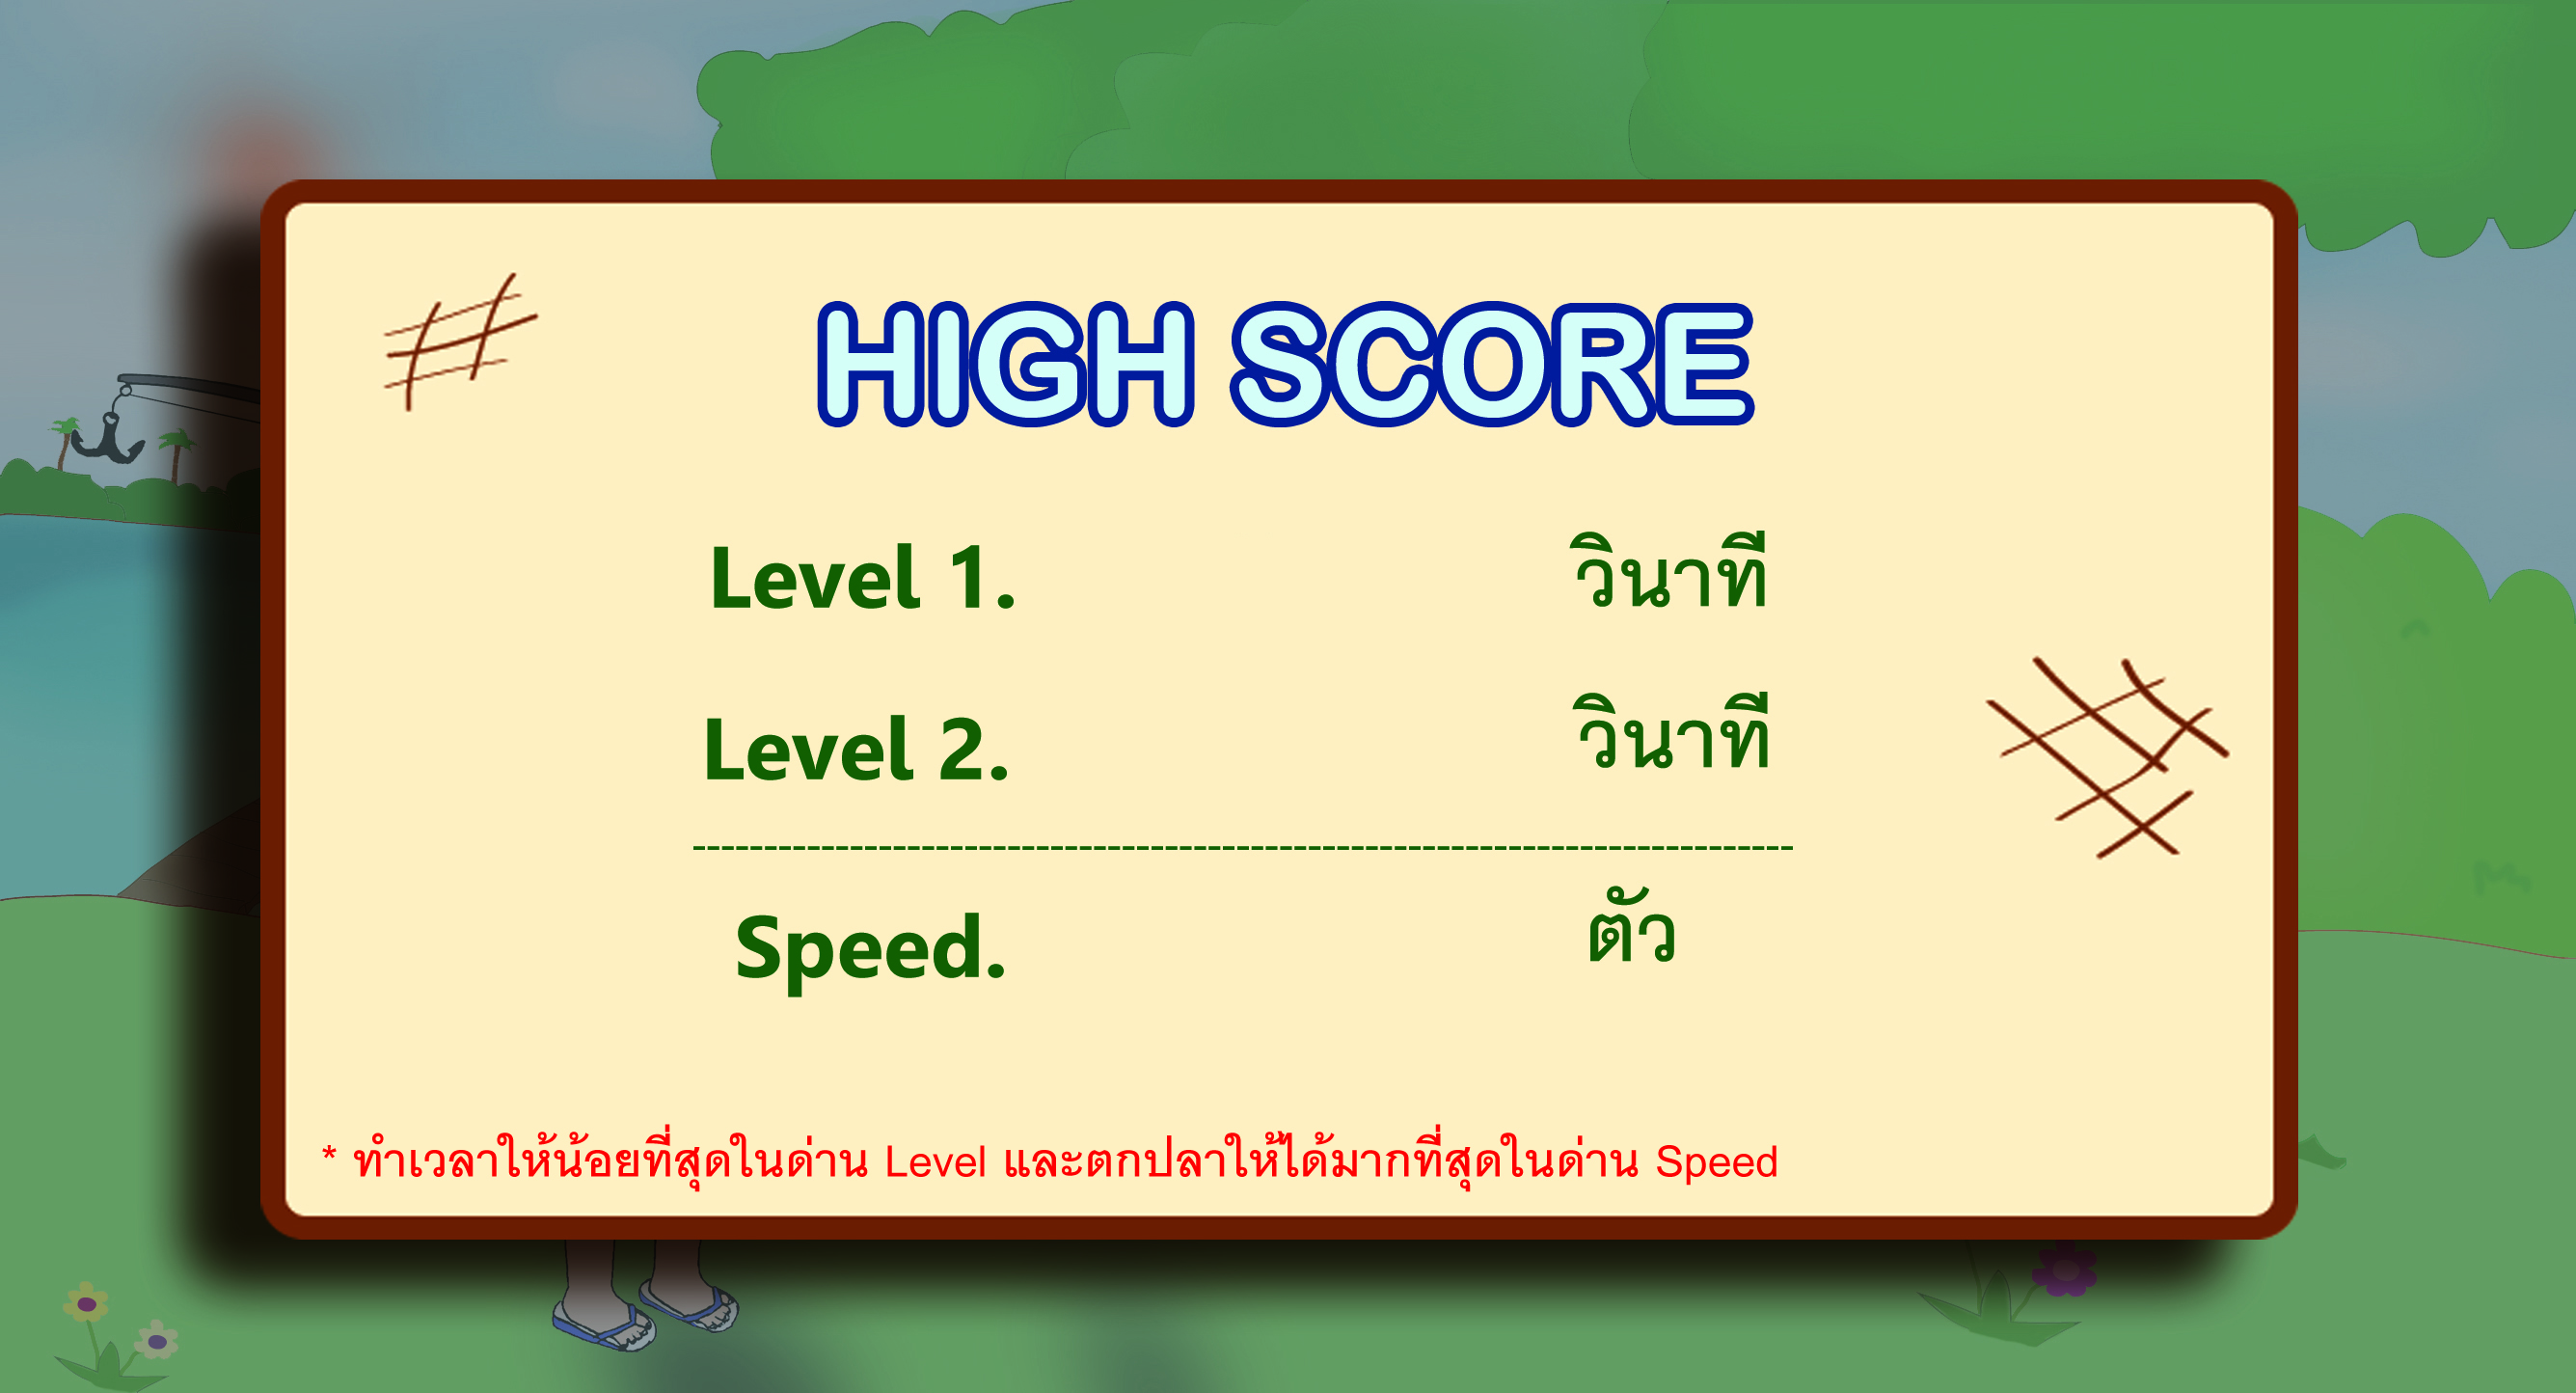 HIGH SCORE
Level 1. วินาที
Level 2. วินาที
--------------------------------------------------------------------------------
Speed. ตัว
* ทำเวลาให้น้อยที่สุดในด่าน Level และตกปลาให้ได้มากที่สุดในด่าน Speed